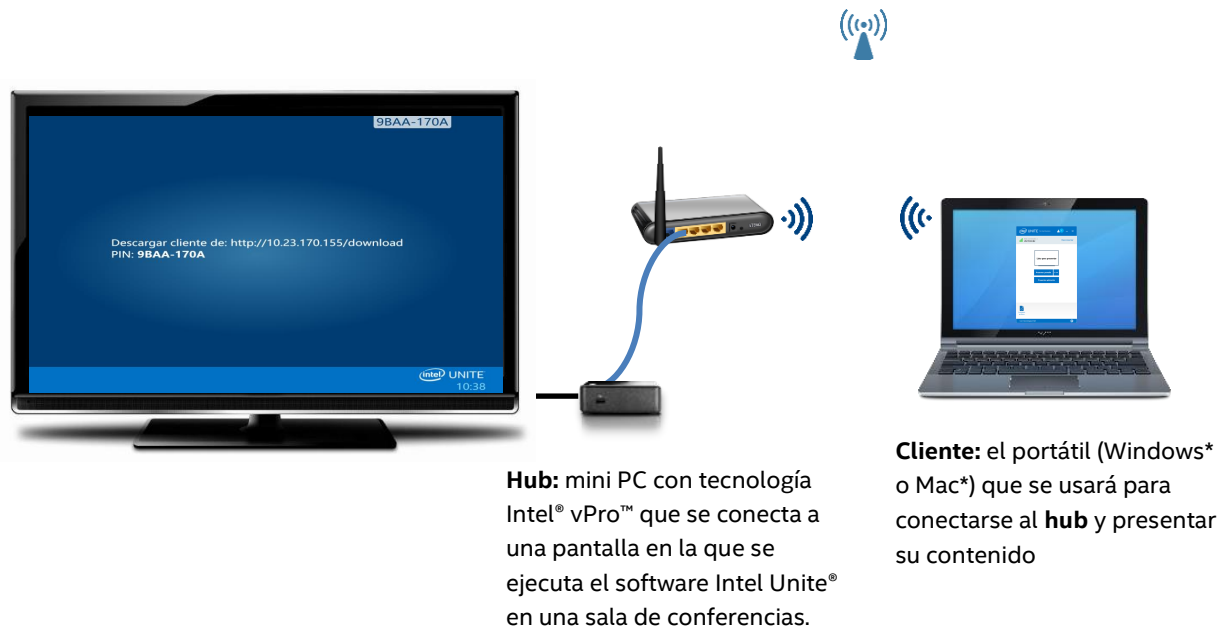 9BAA-170A
Descargar cliente de: http://10.23.170.155/download
PIN: 9BAA-170A
intel UNITE
10:38
Hub: mini PC con tecnología
Intel® vPro™ que se conecta a
una pantalla en la que se
ejecuta el software Intel Unite®
en una sala de conferencias.
Cliente: el portátil (Windows*
o Mac*) que se usará para
conectarse al hub y presentar
su contenido